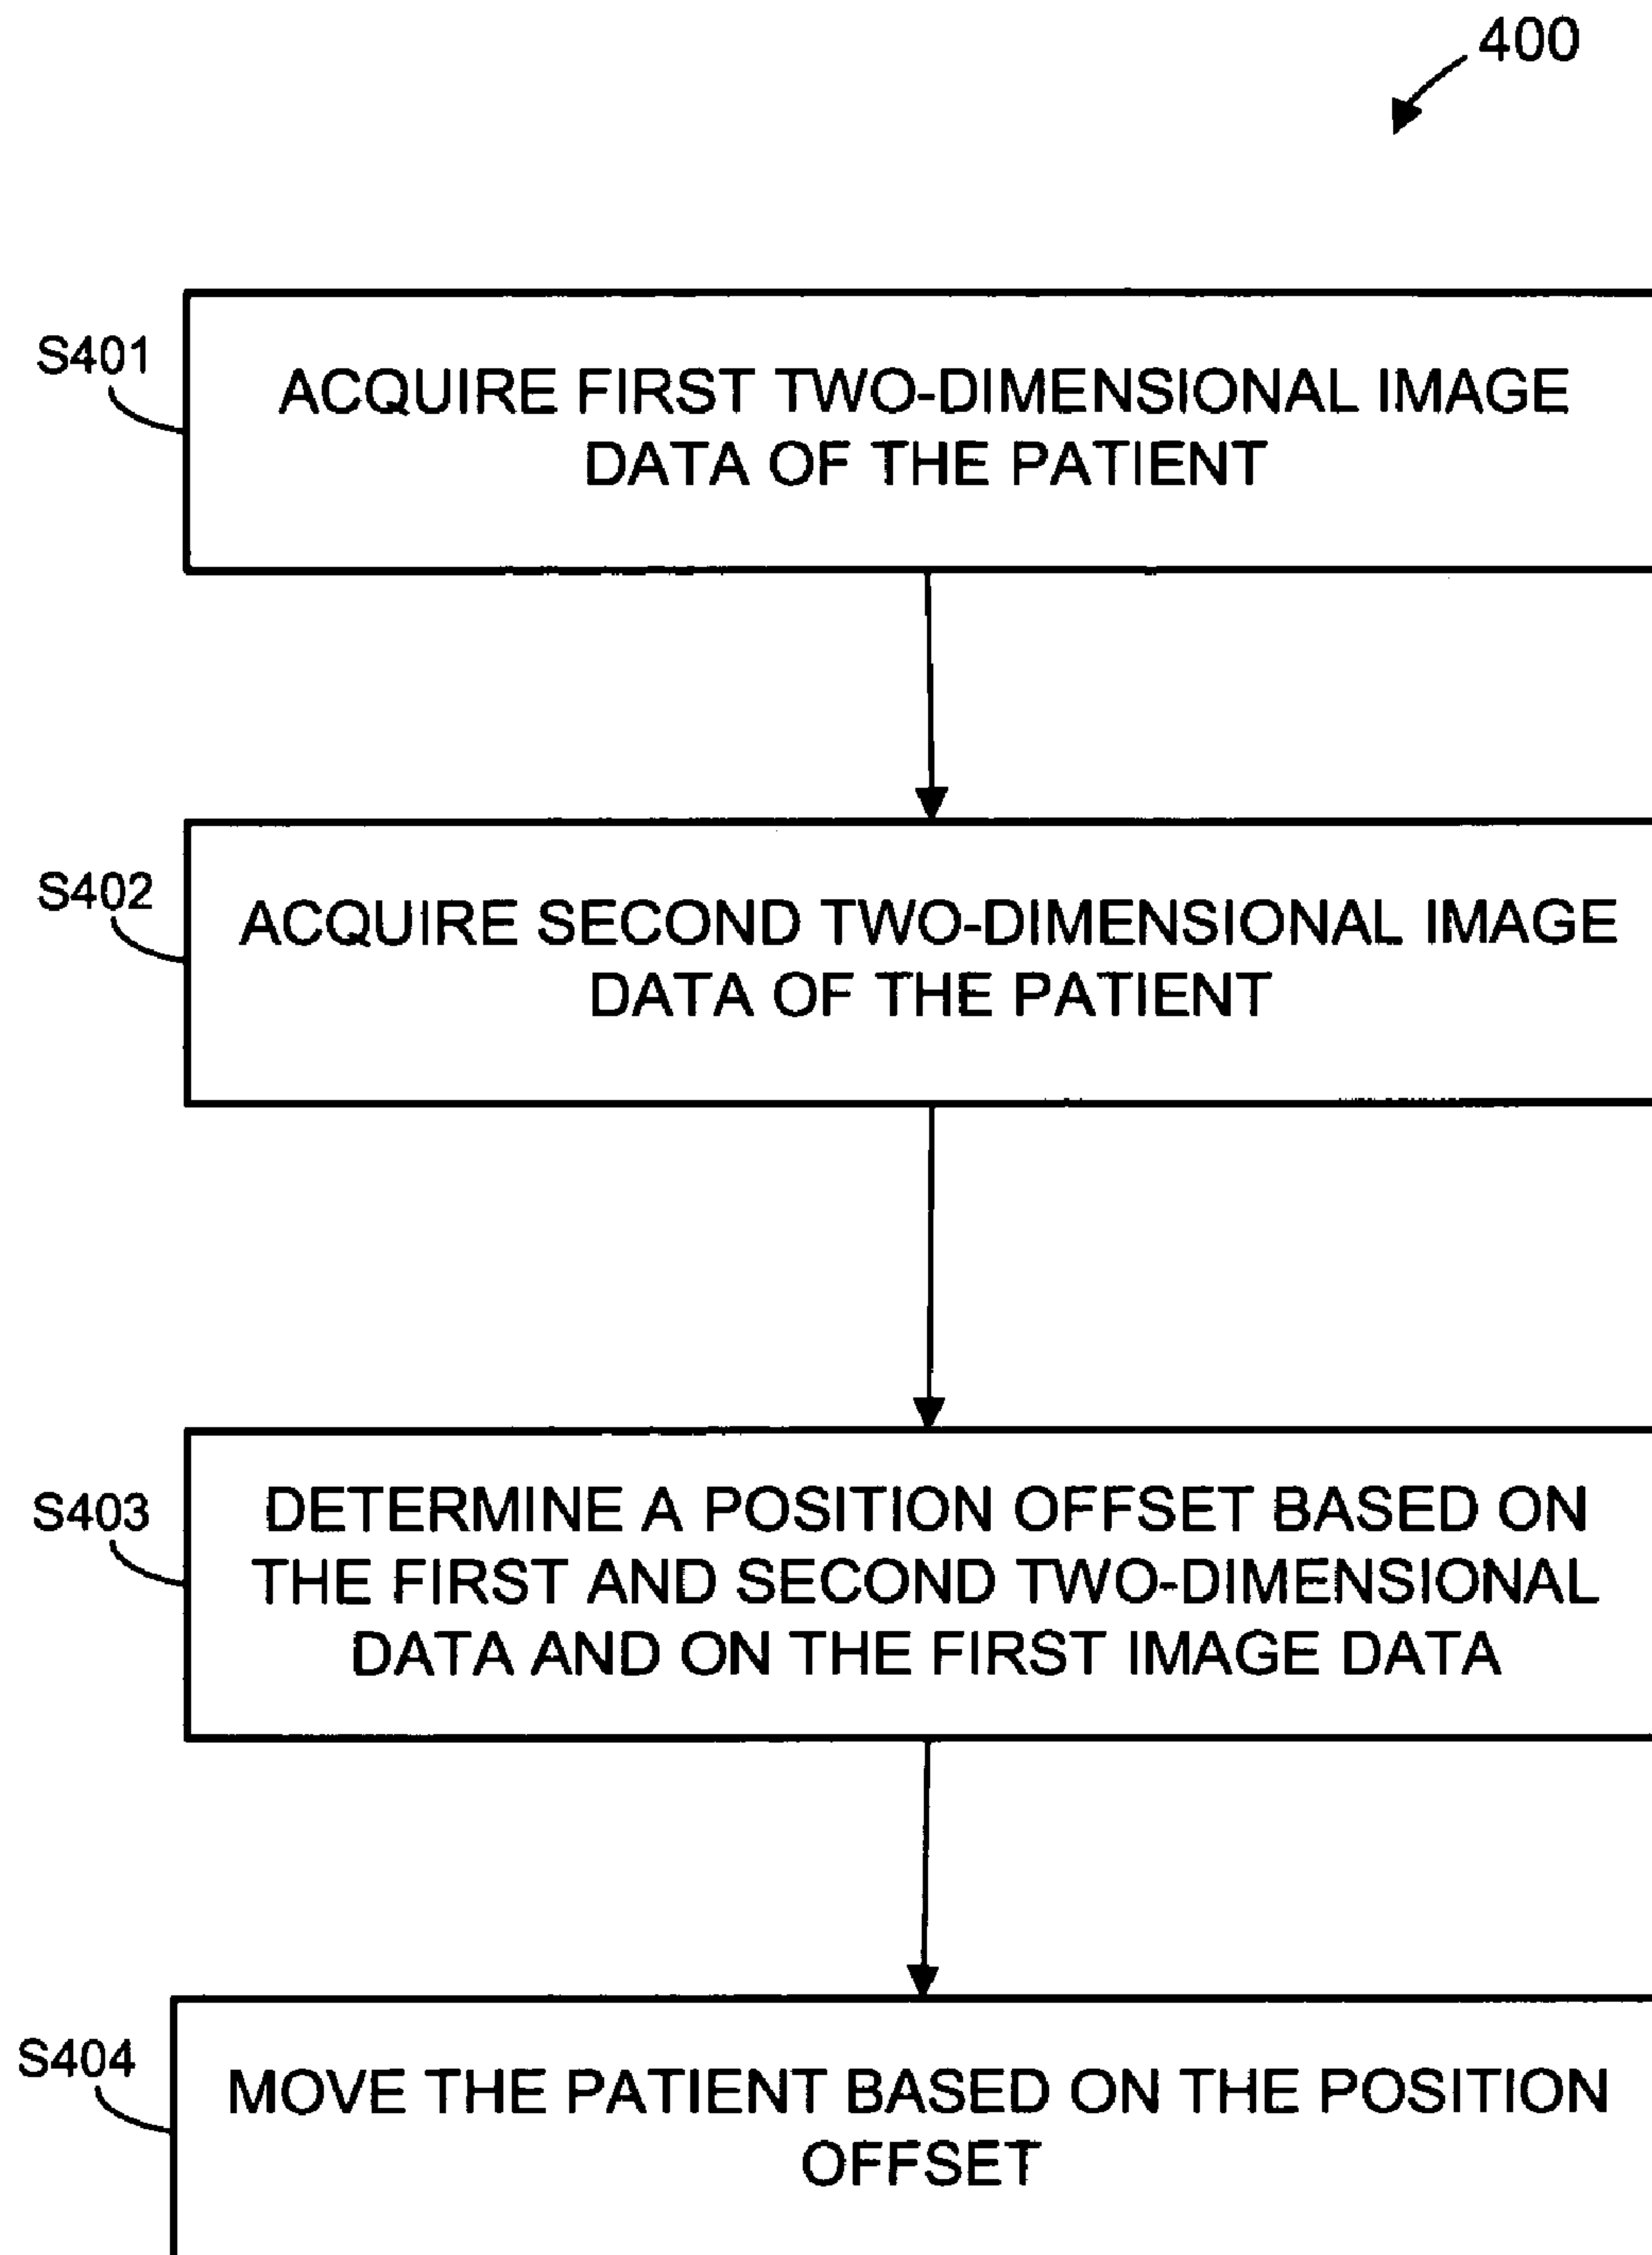 400
S401
ACQUIRE FIRST TWO-DIMENSIONAL IMAGE
DATA OF THE PATIENT
S402
ACQUIRE SECOND TWO-DIMENSIONAL IMAGE
DATA OF THE PATIENT
S403
DETERMINE A POSITION OFFSET BASED ON
THE FIRST AND SECOND TWO-DIMENSIONAL
DATA AND ON THE FIRST IMAGE DATA
S404
MOVE THE PATIENT BASED ON THE POSITION
OFFSET